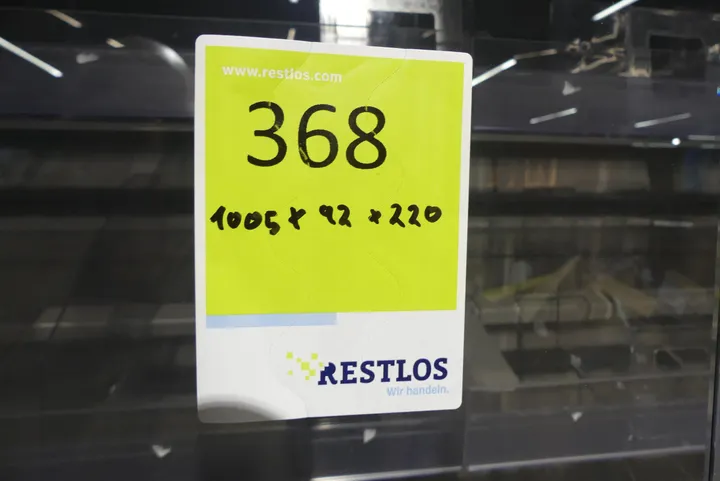 www.restlos.com
368
1005 x 92 x 220
RESTLOS
Wir handeln.